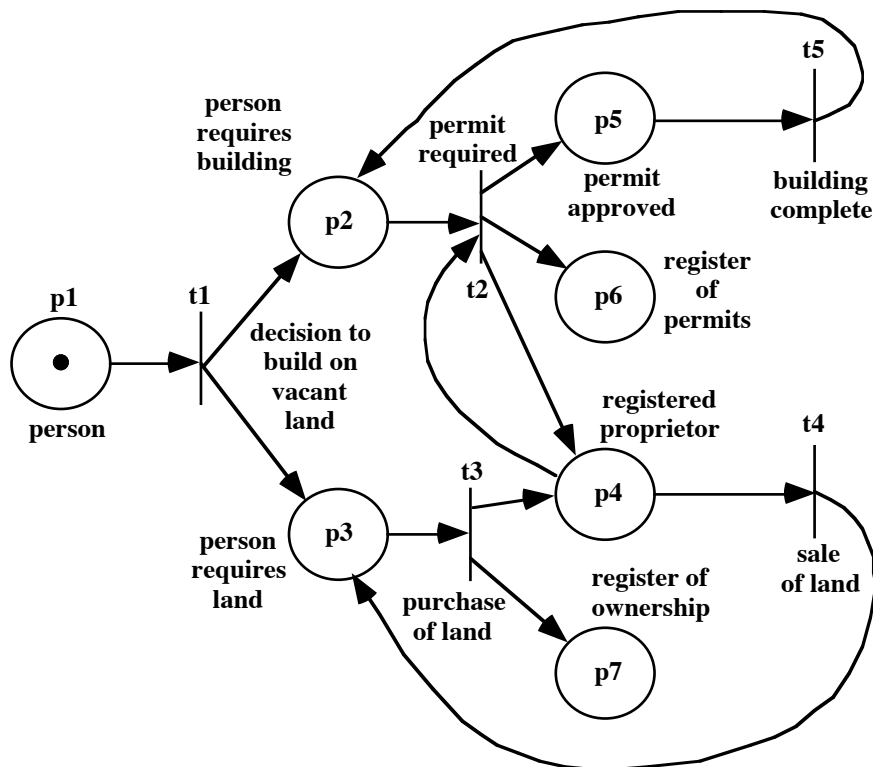 t5
person
requires
building
permit
required
p5
permit
approved
building
complete
p2
p1
t1
t2
p6
register
of
permits
decision to
build on
vacant
land
person
registered
proprietor
t4
t3
p4
p3
person
requires
land
purchase
of land
sale
of land
register of
ownership
p7